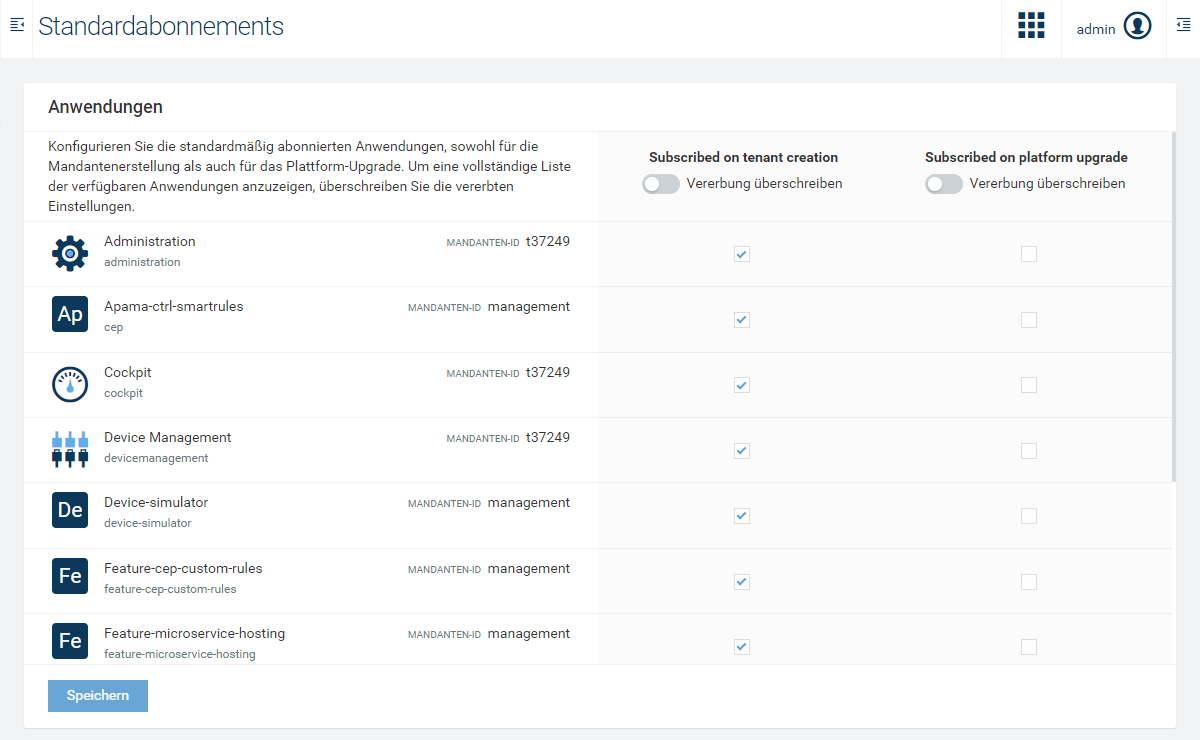 Standardabonnements
admin
Anwendungen
Konfigurieren Sie die standardmäßig abonnierten Anwendungen, sowohl für die
Mandantenerstellung als auch für das Plattform-Upgrade. Um eine vollständige Liste
der verfügbaren Anwendungen anzuzeigen, überschreiben Sie die vererbten
Einstellungen.
Subscribed on tenant creation
Vererbung überschreiben
Subscribed on platform upgrade
Vererbung überschreiben
Administration
administration
MANDANTEN-ID t37249
Ap
Apama-ctrl-smartrules
cep
MANDANTEN-ID management
Cockpit
cockpit
MANDANTEN-ID t37249
Device Management
devicemanagement
MANDANTEN-ID t37249
De
Device-simulator
device-simulator
MANDANTEN-ID management
Fe
Feature-cep-custom-rules
feature-cep-custom-rules
MANDANTEN-ID management
Fe
Feature-microservice-hosting
feature-microservice-hosting
MANDANTEN-ID management
Speichern